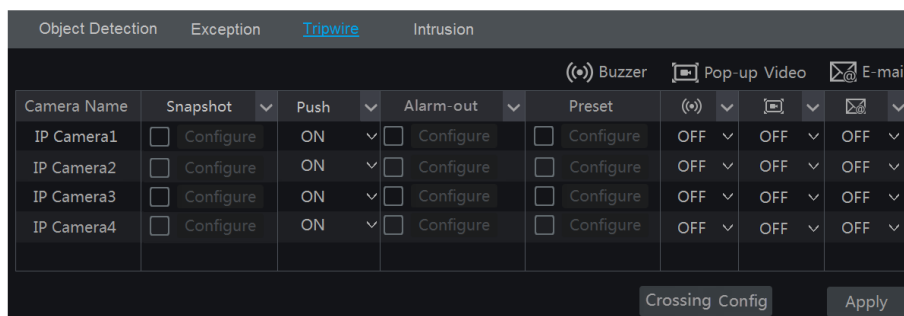 Object Detection Exception Tripwire Intrusion
((•)) Buzzer Pop-up Video E-mai
Camera Name Snapshot Push Alarm-out Preset
IP Camera1 Configure ON Configure Configure OFF OFF OFF
IP Camera2 Configure ON Configure Configure OFF OFF OFF
IP Camera3 Configure ON Configure Configure OFF OFF OFF
IP Camera4 Configure ON Configure Configure OFF OFF OFF
Crossing Config Apply